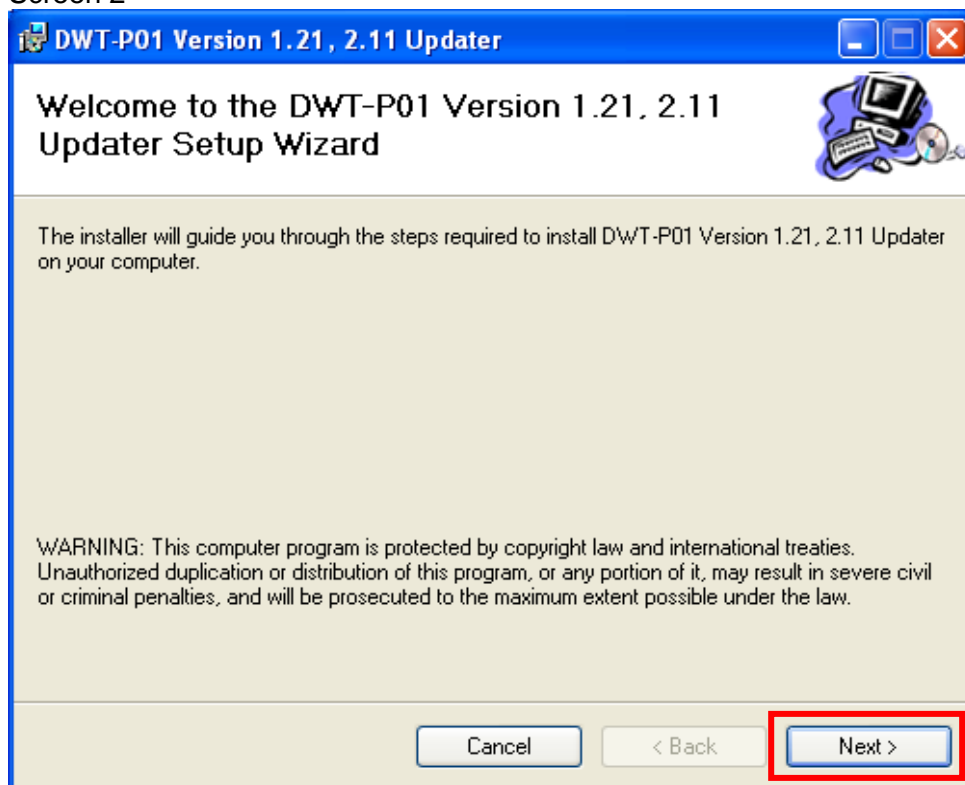 Screen 2
DWT-P01 Version 1.21, 2.11 Updater
Welcome to the DWT-P01 Version 1.21, 2.11
Updater Setup Wizard
The installer will guide you through the steps required to install DWT-P01 Version 1.21, 2.11 Updater
on your computer.
WARNING: This computer program is protected by copyright law and international treaties.
Unauthorized duplication or distribution of this program, or any portion of it, may result in severe civil
or criminal penalties, and will be prosecuted to the maximum extent possible under the law.
Cancel < Back Next >